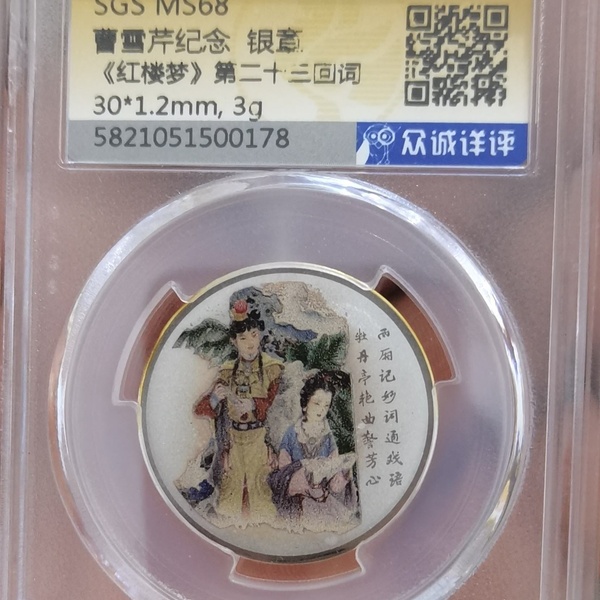 SGS MS68
曹雪芹纪念 银章
《红楼梦》第二十三回词
30*1.2mm, 3g
5821051500178
众诚详评
西厢记妙词通戏语
牡丹亭艳曲警芳心